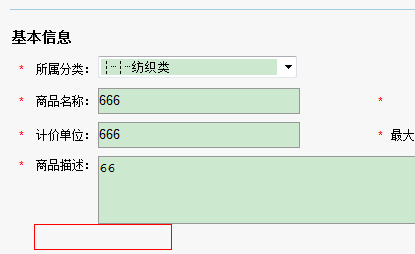 基本信息
* 所属分类： ├┄├┄纺织类
* 商品名称： 666 *
* 计价单位： 666 * 最大
* 商品描述： 66